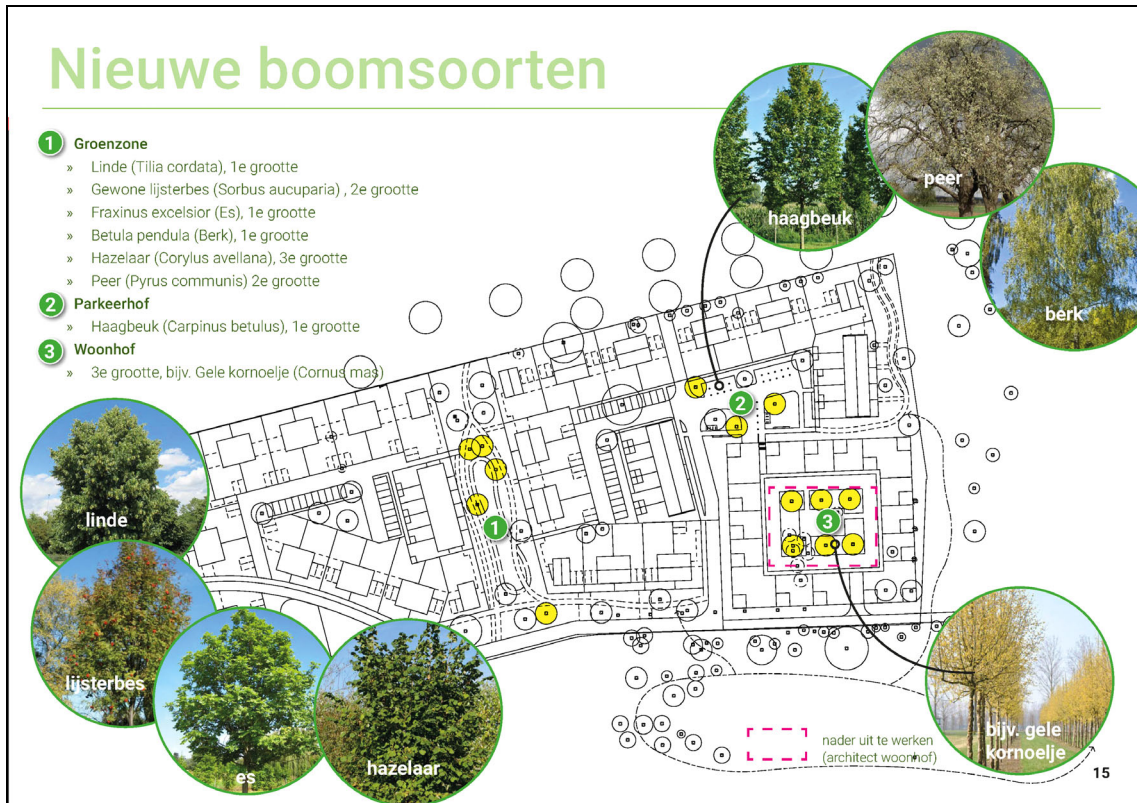 Nieuwe boomsoorten
1 Groenzone
» Linde (Tilia cordata), 1e grootte
» Gewone lijsterbes (Sorbus aucuparia) , 2e grootte
» Fraxinus excelsior (Es), 1e grootte
» Betula pendula (Berk), 1e grootte
» Hazelaar (Corylus avellana), 3e grootte
» Peer (Pyrus communis) 2e grootte
2 Parkeerhof
» Haagbeuk (Carpinus betulus), 1e grootte
3 Woonhof
» 3e grootte, bijv. Gele kornoelje (Cornus mas)
haagbeuk
peer
berk
linde
lijsterbes
es
hazelaar
1
2
3
bijv. gele
kornoelje
nader uit te werken
(architect woonhof)
15